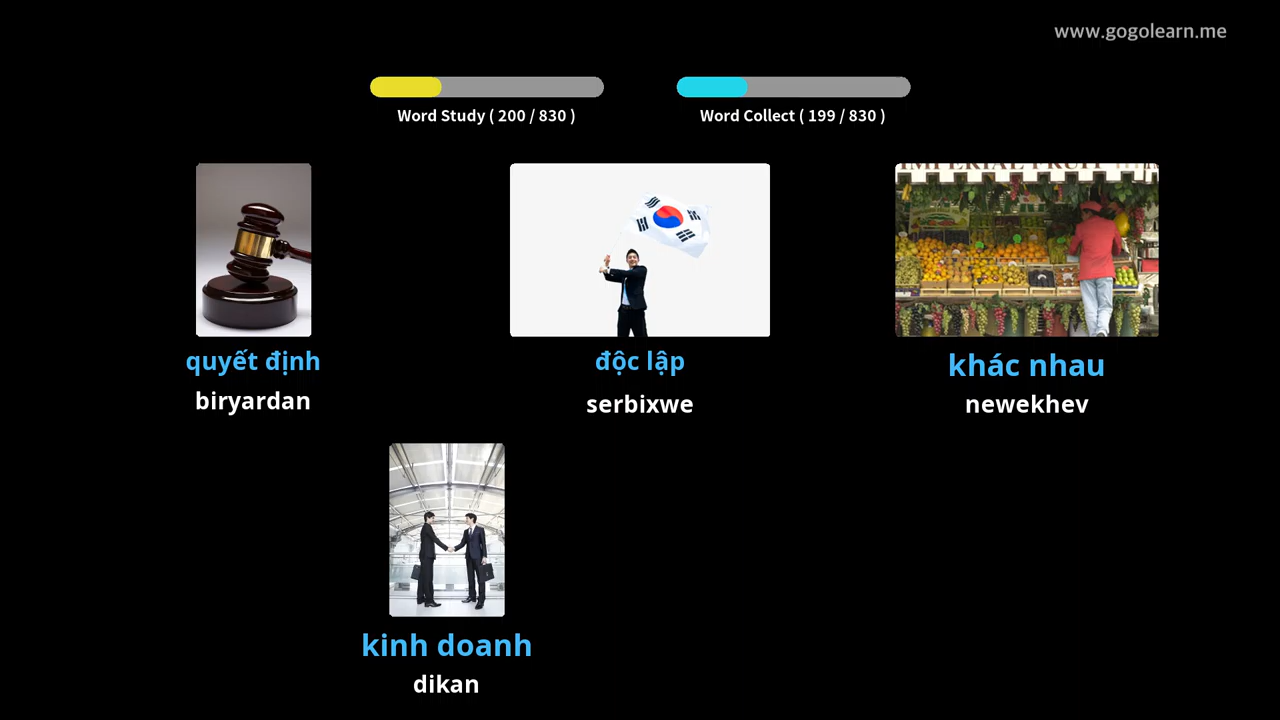 www.gogolearn.me
Word Study ( 200 / 830 )
Word Collect ( 199 / 830 )
quyết định
biryardan
độc lập
serbixwe
khác nhau
newekhev
kinh doanh
dikan